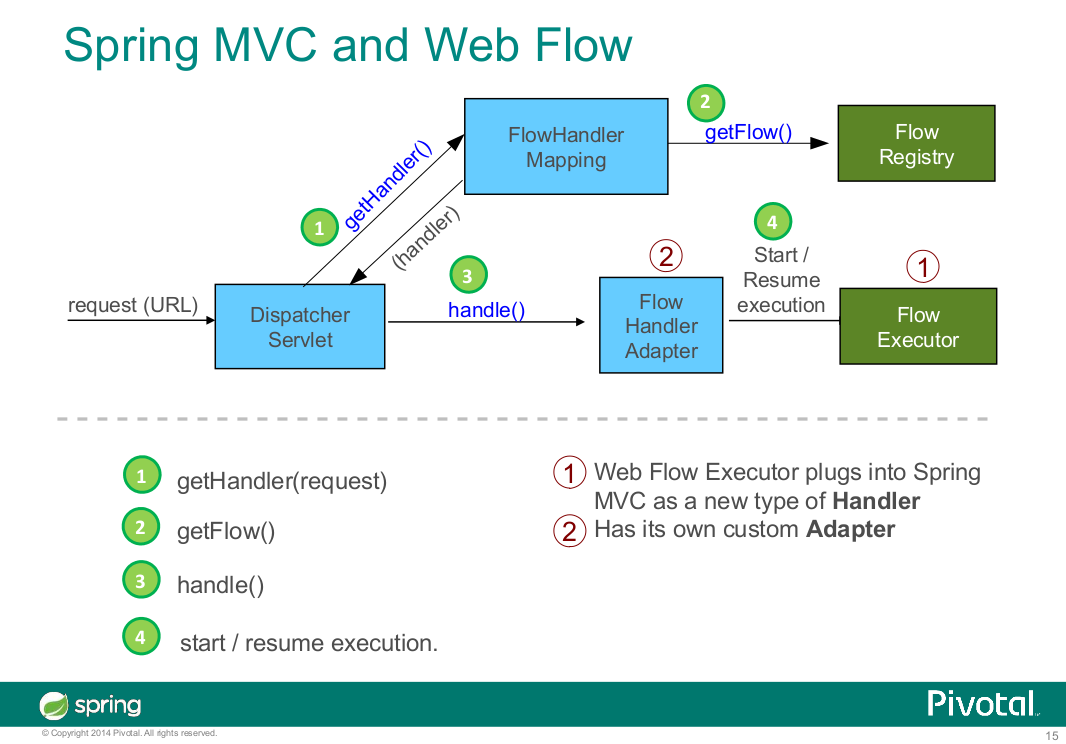 Spring MVC and Web Flow
FlowHandler
Mapping
2
getFlow()
Flow
Registry
1
getHandler()
(handler)
request (URL)
Dispatcher
Servlet
3
handle()
2
Flow
Handler
Adapter
4
Start /
Resume
execution
1
Flow
Executor
1 getHandler(request)
2 getFlow()
3 handle()
4 start / resume execution.
1 Web Flow Executor plugs into Spring
MVC as a new type of Handler
2 Has its own custom Adapter
spring
Pivotal
© Copyright 2014 Pivotal. All rights reserved.
15